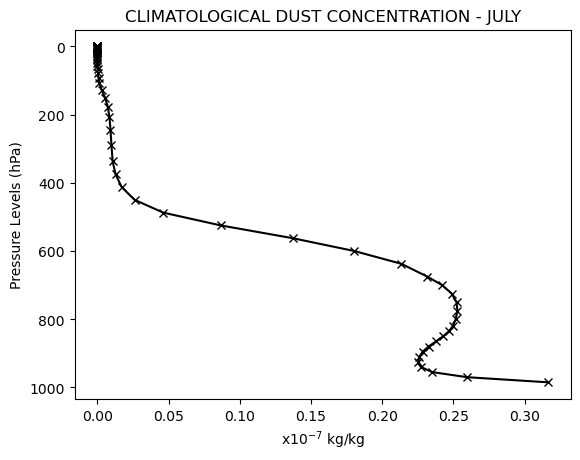 CLIMATOLOGICAL DUST CONCENTRATION - JULY
Pressure Levels (hPa)
0
200
400
600
800
1000
0.00 0.05 0.10 0.15 0.20 0.25 0.30
x10⁻⁷ kg/kg